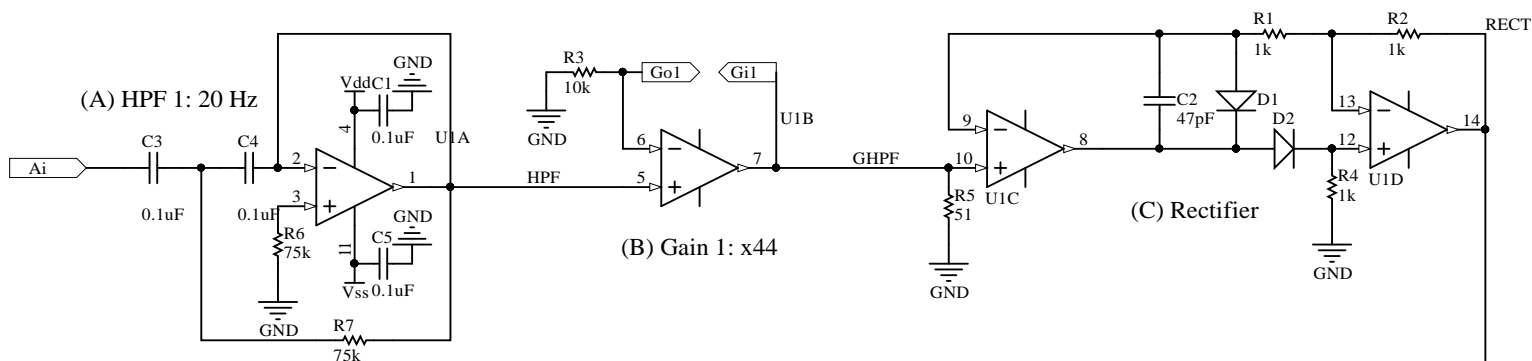 (A) HPF 1: 20 Hz
Ai
C3
0.1uF
C4
0.1uF
2
3
R6
75k
GND
R7
75k
Vdd
4
C1
0.1uF
GND
U1A
1
11
Vss
C5
0.1uF
GND
HPF
R3
10k
GND
Go1
Gi1
6
5
7
U1B
(B) Gain 1: x44
GHPF
R5
51
GND
9
10
8
U1C
C2
47pF
D1
D2
R1
1k
R2
1k
RECT
13
12
14
U1D
R4
1k
GND
(C) Rectifier